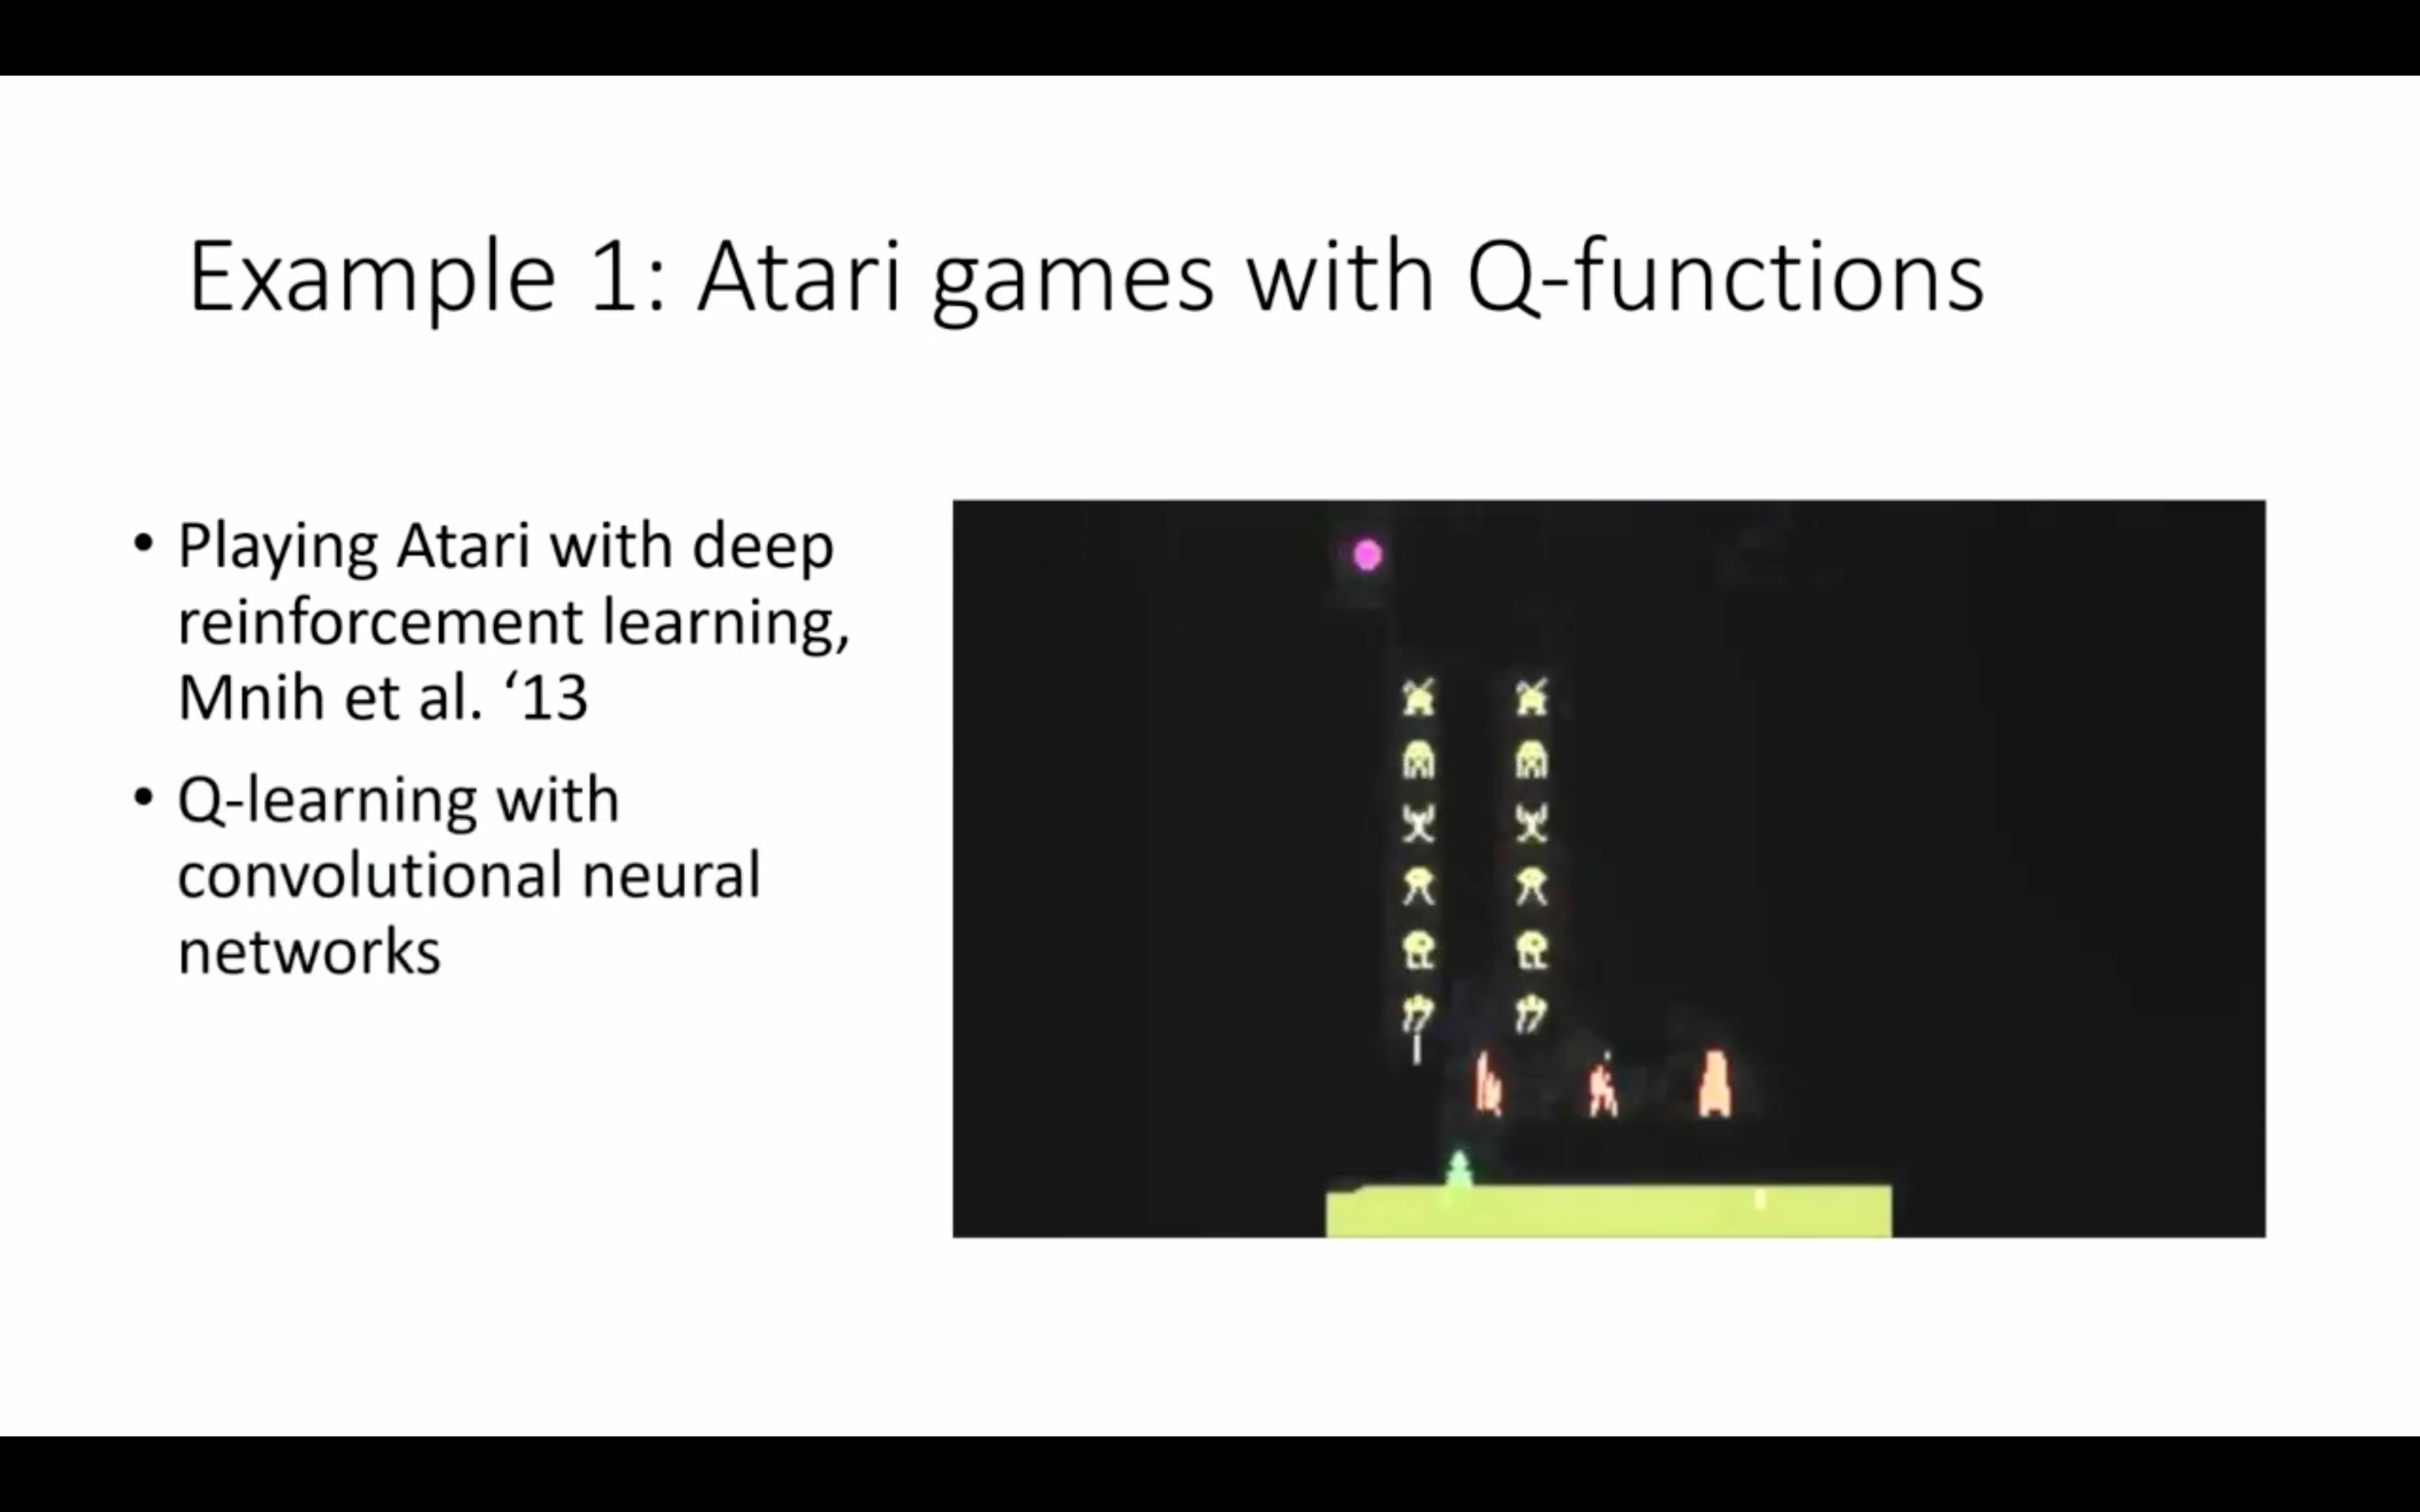 Example 1: Atari games with Q-functions
• Playing Atari with deep
reinforcement learning,
Mnih et al. ‘13
• Q-learning with
convolutional neural
networks